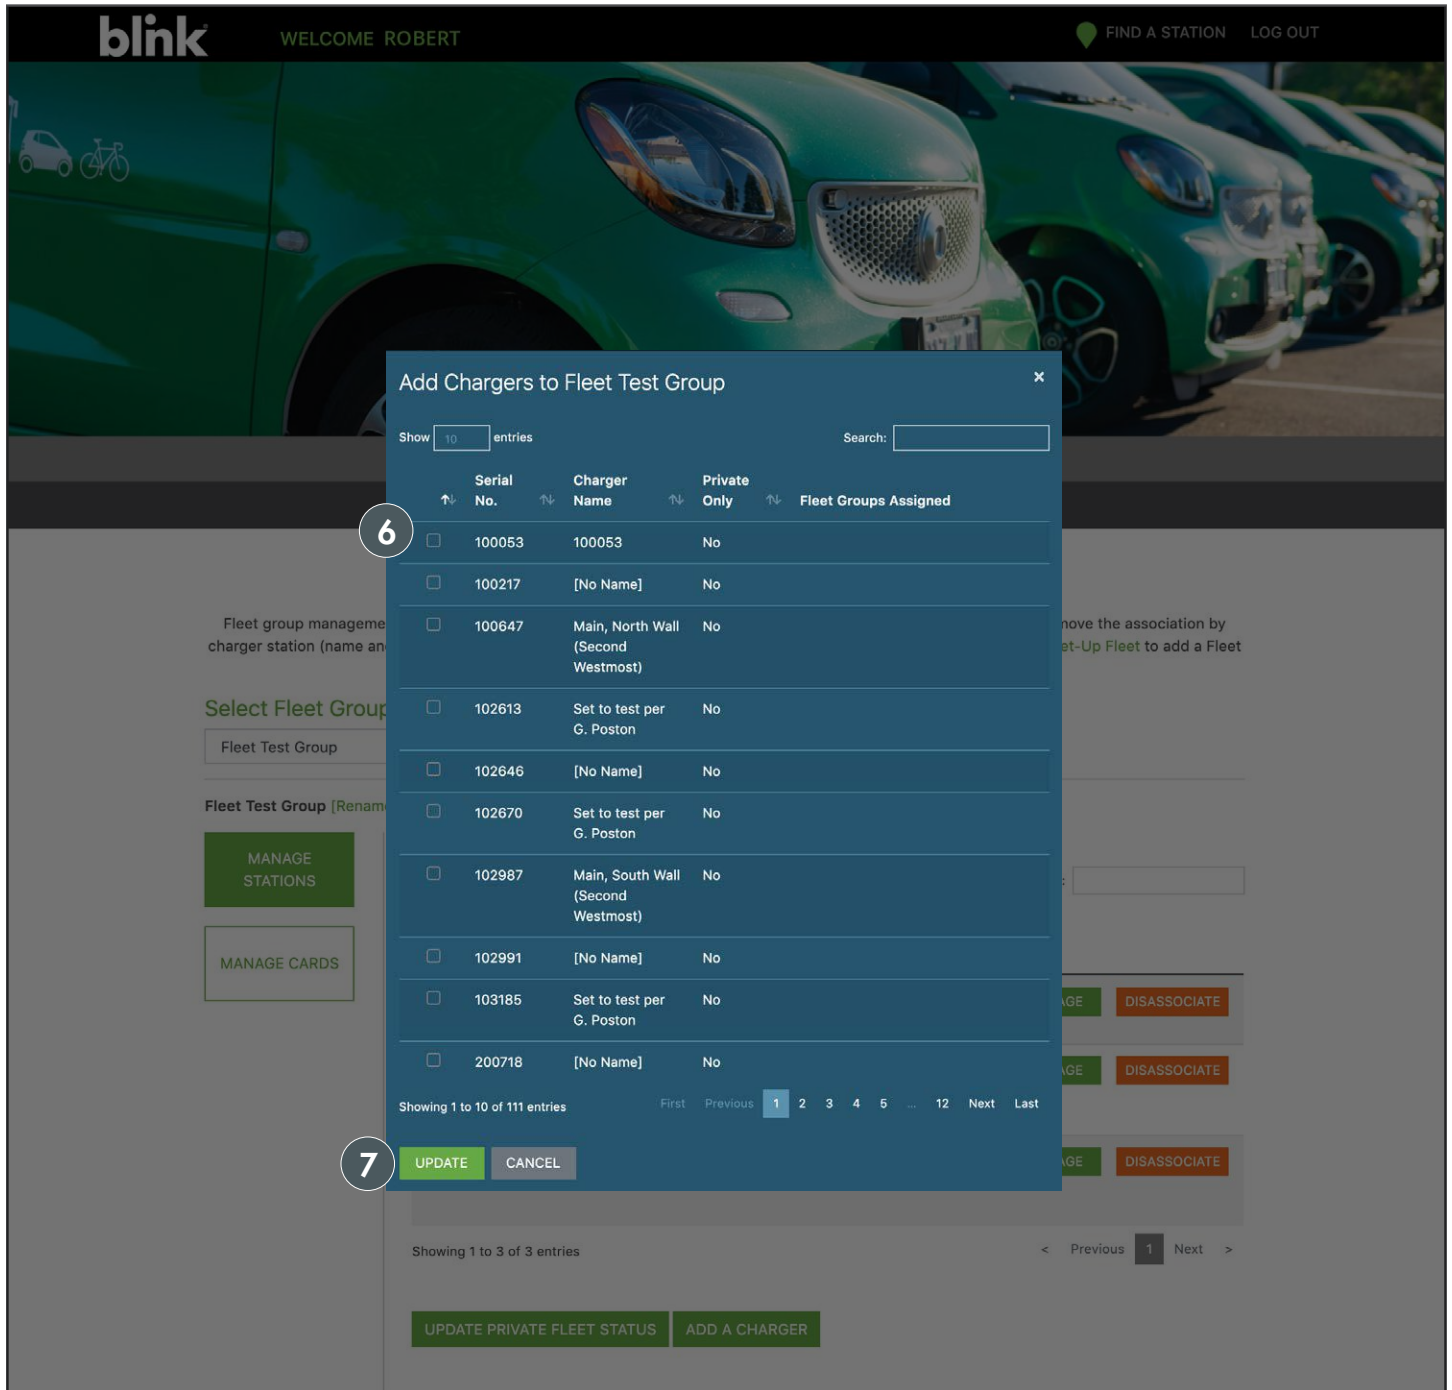 blink
WELCOME ROBERT
FIND A STATION LOG OUT
Add Chargers to Fleet Test Group ×
Show 10 entries Search:
Serial No. Charger Name Private Only Fleet Groups Assigned
6
100053 100053 No
100217 [No Name] No
100647 Main, North Wall No
(Second
Westmost)
102613 Set to test per No
G. Poston
102646 [No Name] No
102670 Set to test per No
G. Poston
102987 Main, South Wall No
(Second
Westmost)
102991 [No Name] No
103185 Set to test per No
G. Poston
200718 [No Name] No
Showing 1 to 10 of 111 entries First Previous 1 2 3 4 5 ... 12 Next Last
7
UPDATE CANCEL
Fleet group manageme
move the association by
charger station (name an
et-Up Fleet to add a Fleet
Select Fleet Group
Fleet Test Group
Fleet Test Group [Renam
MANAGE
STATIONS
MANAGE CARDS
AGE DISASSOCIATE
AGE DISASSOCIATE
AGE DISASSOCIATE
Showing 1 to 3 of 3 entries < Previous 1 Next >
UPDATE PRIVATE FLEET STATUS ADD A CHARGER